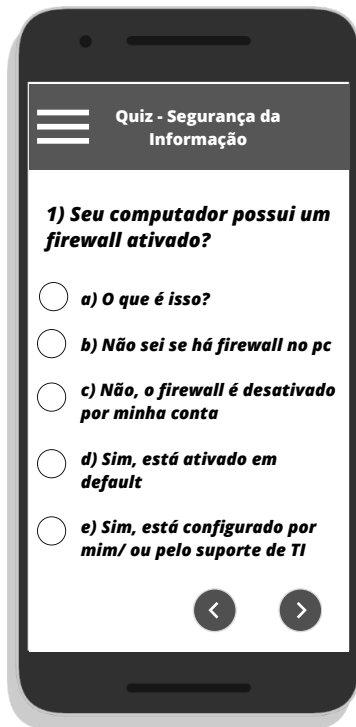 Quiz - Segurança da
Informação
1) Seu computador possui um
firewall ativado?
a) O que é isso?
b) Não sei se há firewall no pc
c) Não, o firewall é desativado
por minha conta
d) Sim, está ativado em
default
e) Sim, está configurado por
mim/ ou pelo suporte de TI